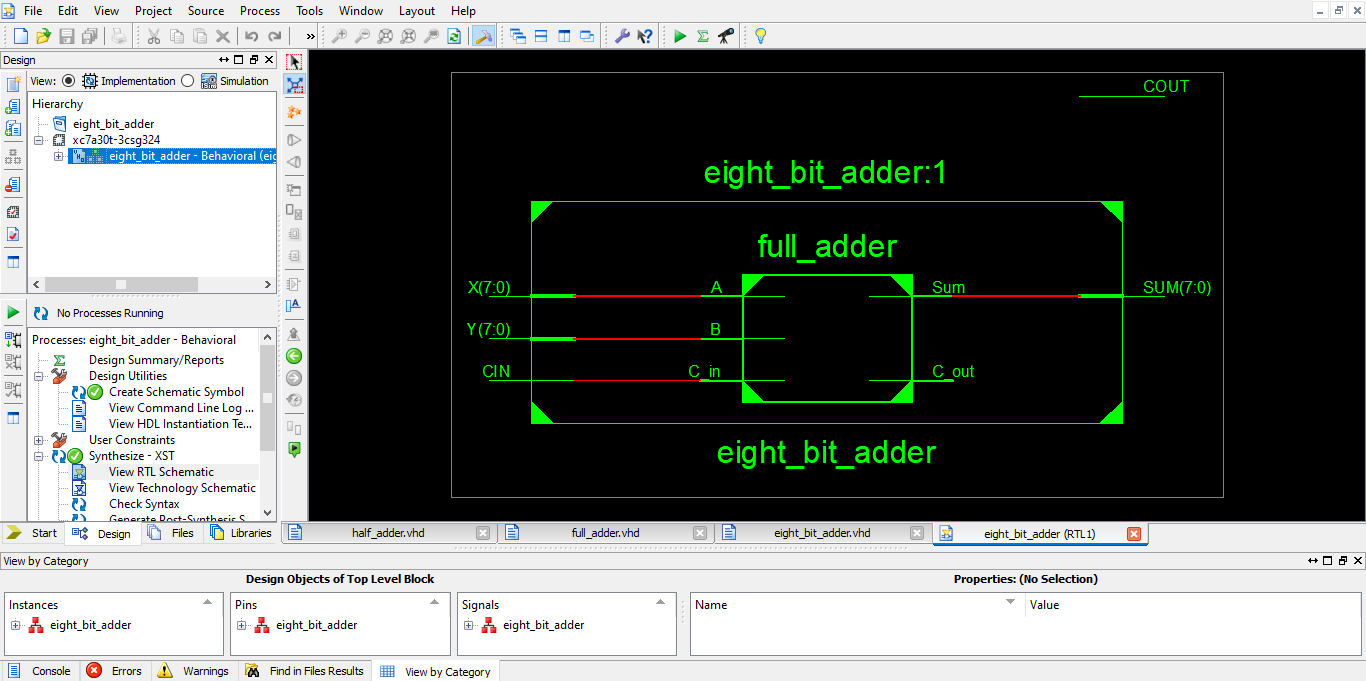 File Edit View Project Source Process Tools Window Layout Help
Design
View: Implementation Simulation
Hierarchy
eight_bit_adder
xc7a30t-3csg324
eight_bit_adder - Behavioral (eig
No Processes Running
Processes: eight_bit_adder - Behavioral
Design Summary/Reports
Design Utilities
Create Schematic Symbol
View Command Line Log ...
View HDL Instantiation Te...
User Constraints
Synthesize - XST
View RTL Schematic
View Technology Schematic
Check Syntax
Generate Post-Synthesis S
Start Design Files Libraries
COUT
eight_bit_adder:1
full_adder
X(7:0) A Sum SUM(7:0)
Y(7:0) B
CIN C_in C_out
eight_bit_adder
half_adder.vhd full_adder.vhd eight_bit_adder.vhd eight_bit_adder (RTL1)
View by Category
Design Objects of Top Level Block Properties: (No Selection)
Instances Pins Signals Name Value
eight_bit_adder eight_bit_adder eight_bit_adder
Console Errors Warnings Find in Files Results View by Category